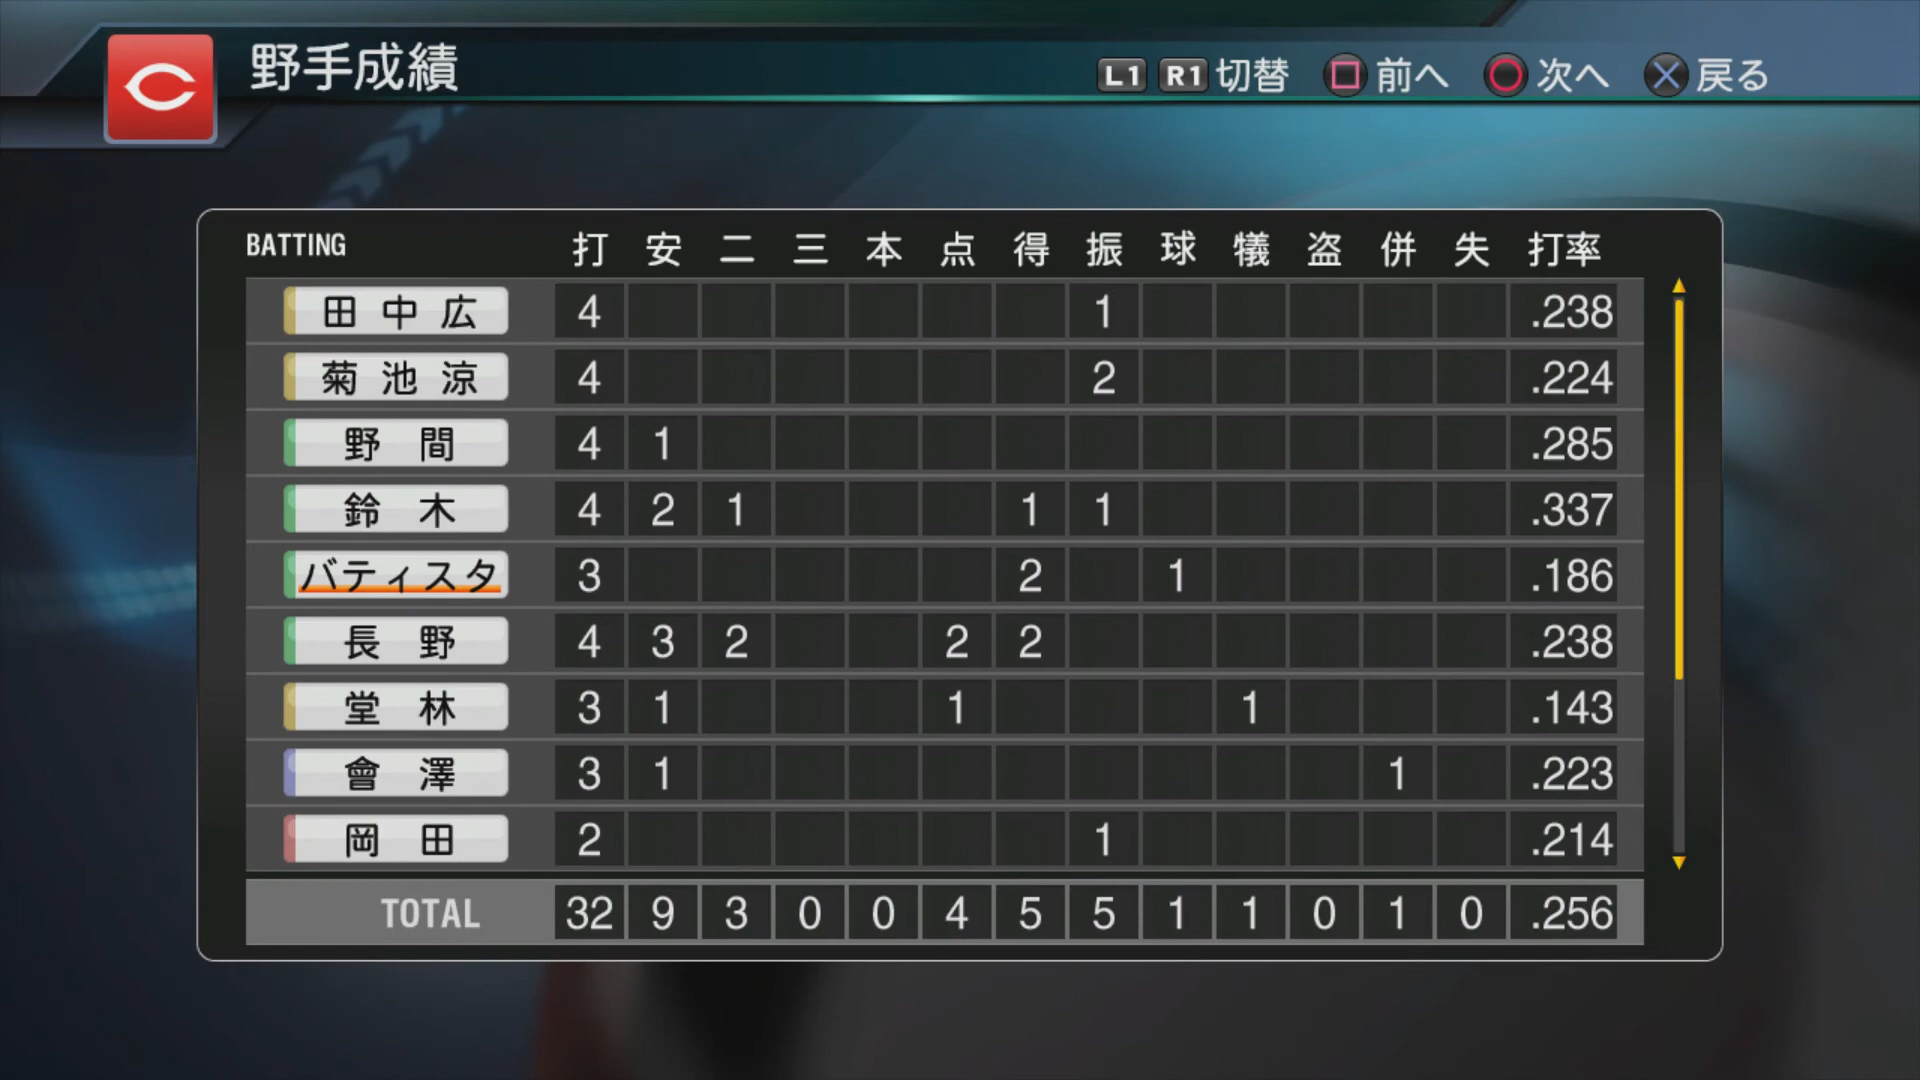 野手成績
L1 R1 切替 前へ 次へ 戻る
BATTING 打 安 二 三 本 点 得 振 球 犠 盗 併 失 打率
田中広 4 1 .238
菊池涼 4 2 .224
野間 4 1 .285
鈴木 4 2 1 1 1 .337
バティスタ 3 2 1 .186
長野 4 3 2 2 2 .238
堂林 3 1 1 1 .143
會澤 3 1 1 .223
岡田 2 1 .214
TOTAL 32 9 3 0 0 4 5 5 1 1 0 1 0 .256